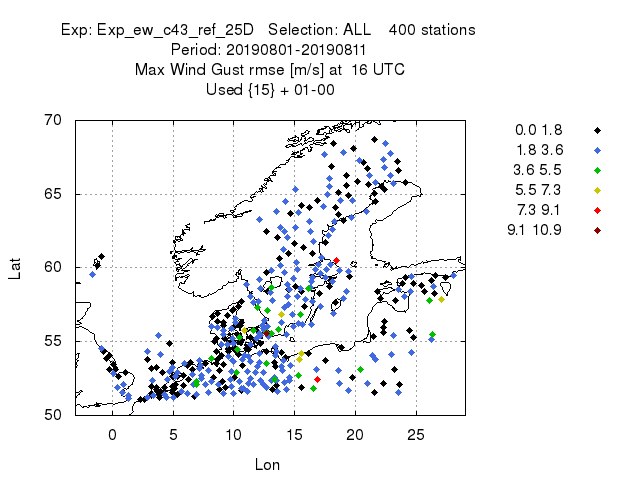 Exp: Exp_ew_c43_ref_25D   Selection: ALL    400 stations
Period: 20190801-20190811
Max Wind Gust rmse [m/s] at  16 UTC
Used {15} + 01-00
70
65
60
55
50
Lat
0 5 10 15 20 25
Lon
0.0 1.8
1.8 3.6
3.6 5.5
5.5 7.3
7.3 9.1
9.1 10.9